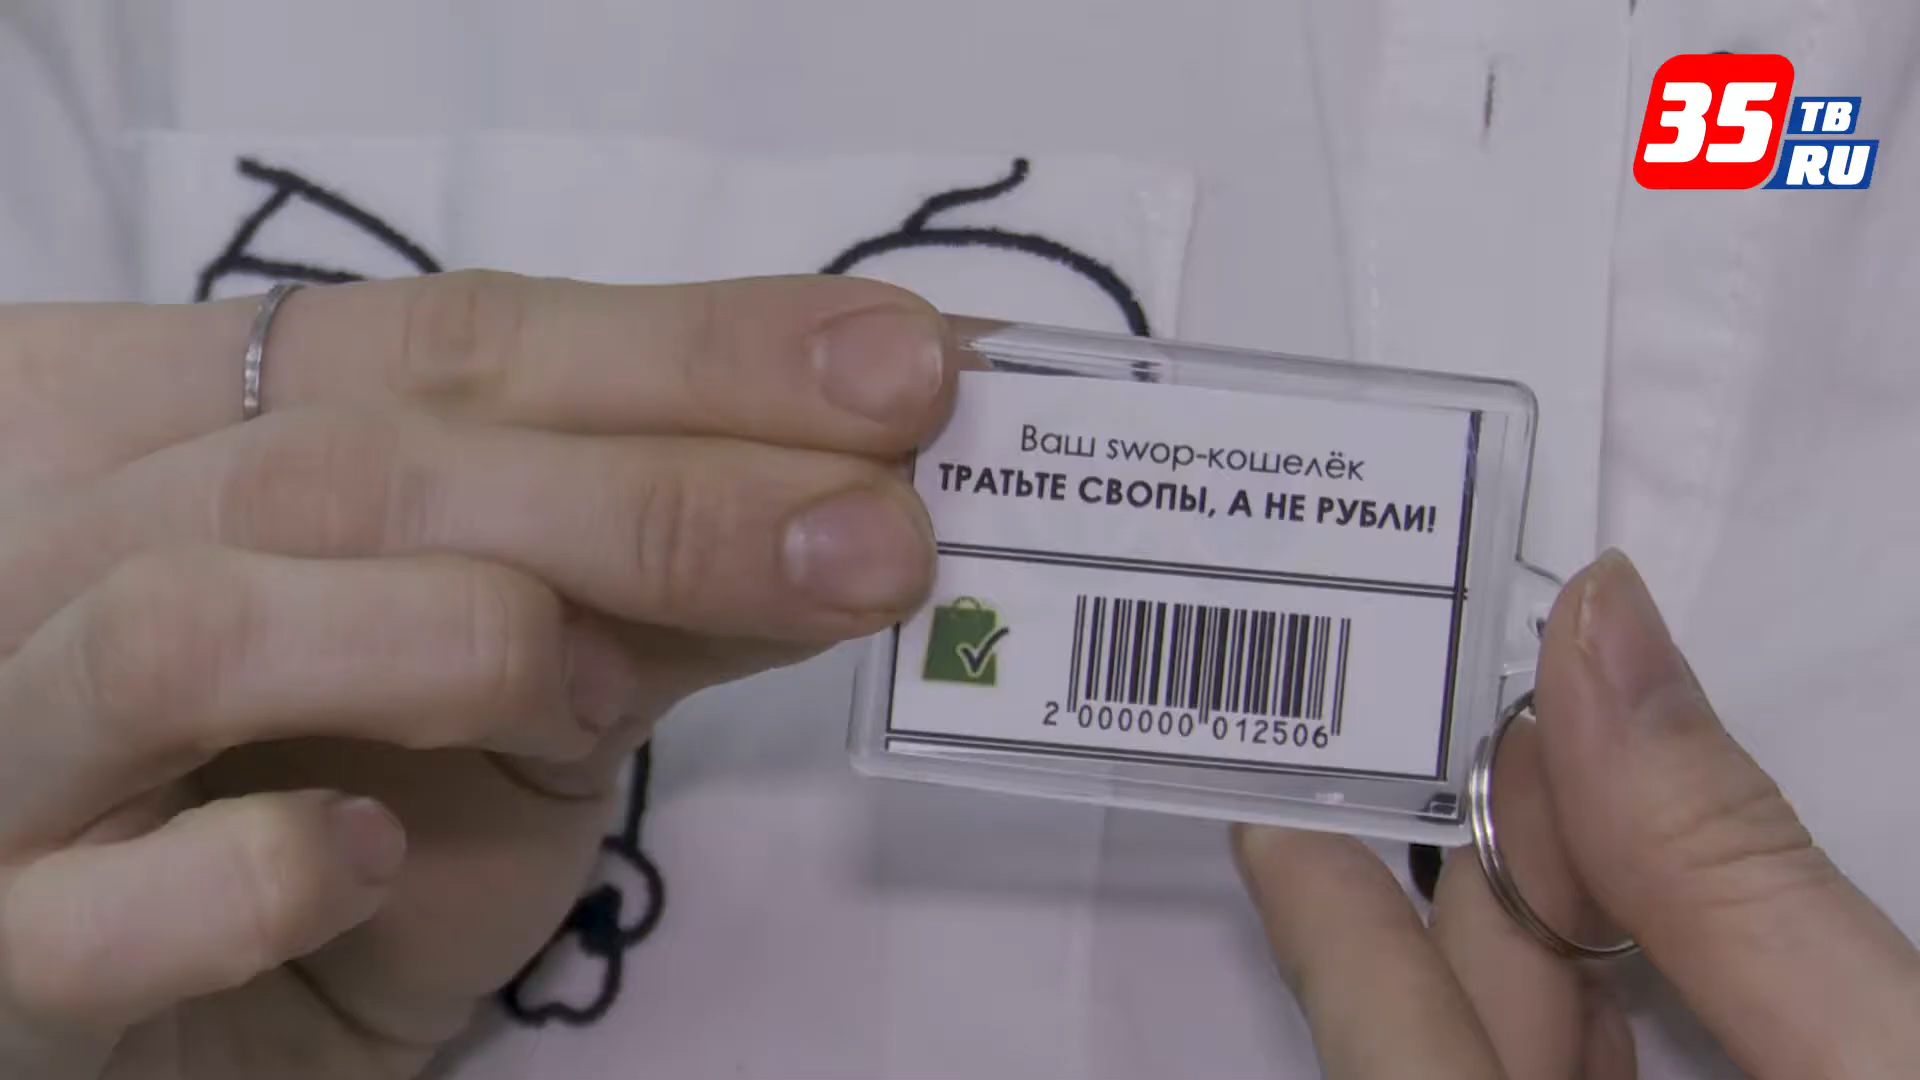 35
ТВ
RU
Ваш swop-кошелёк
ТРАТЬТЕ СВОПЫ, А НЕ РУБЛИ!
2 000000 012506